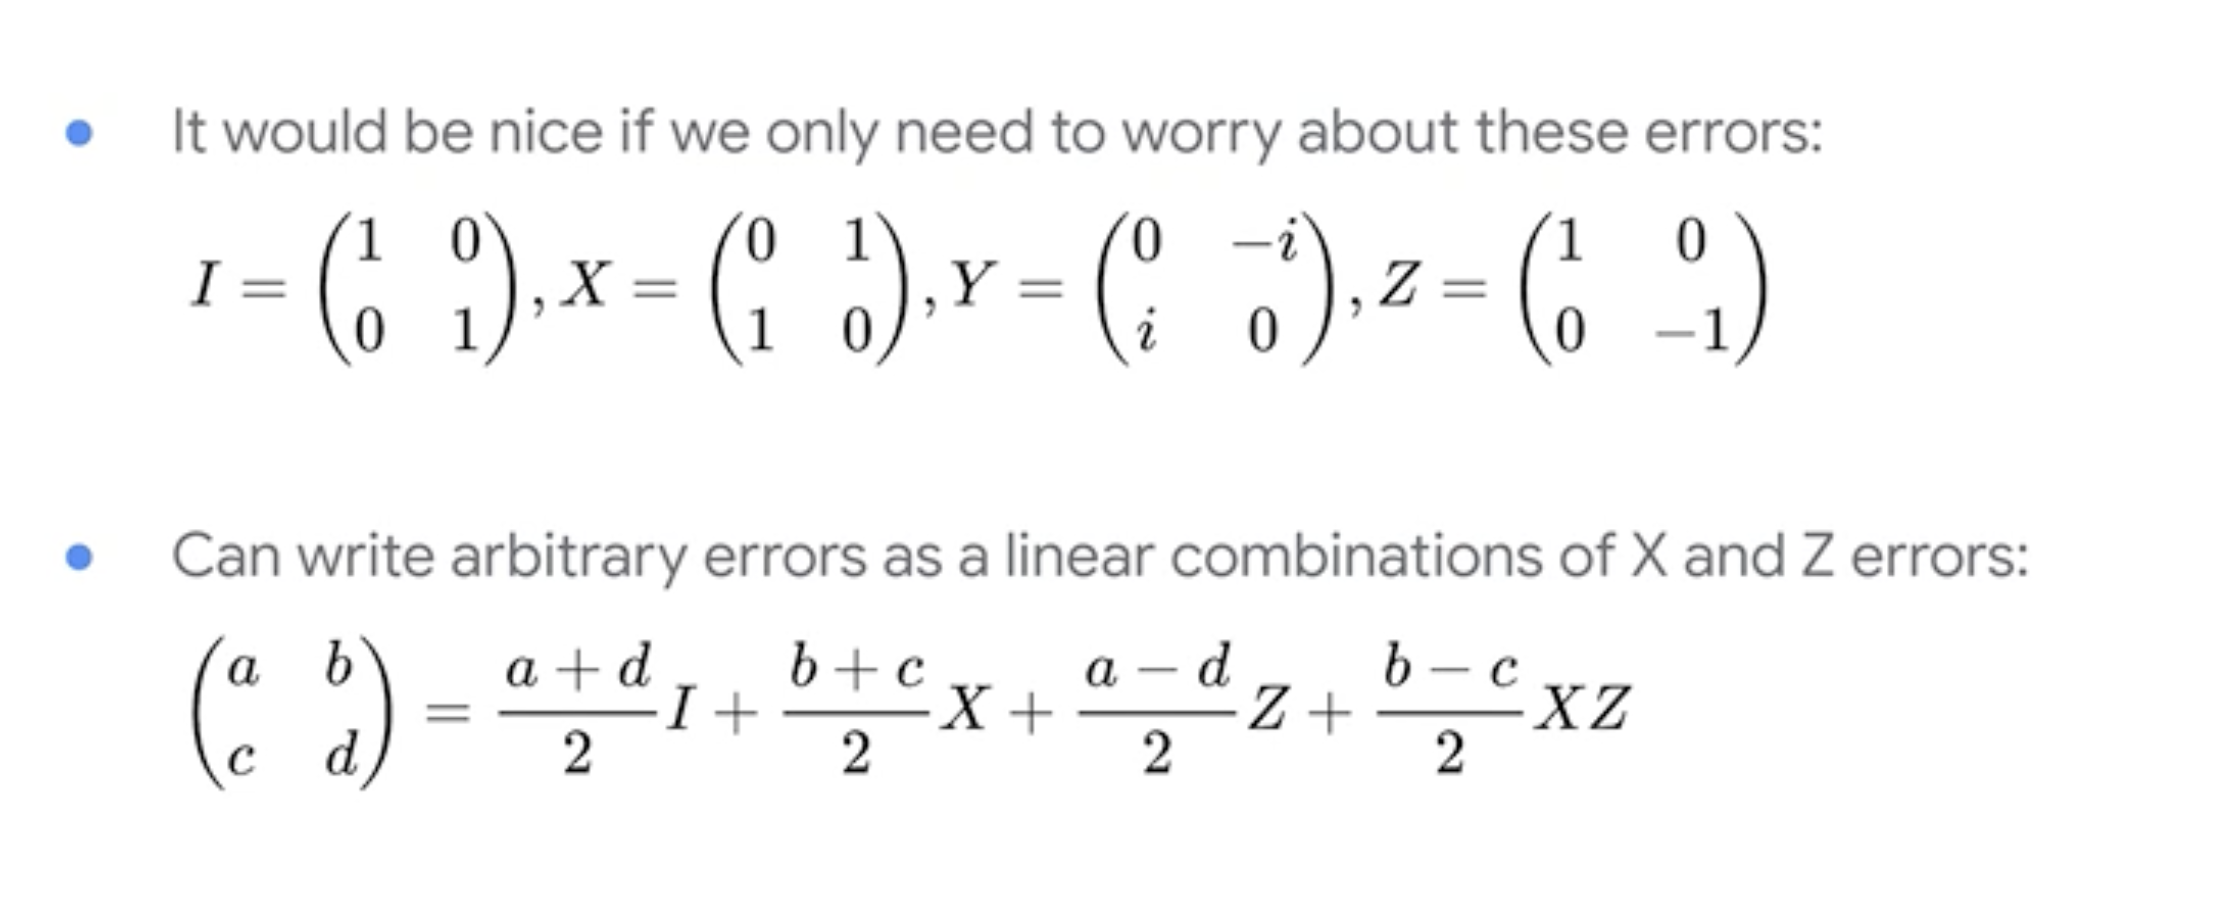 It would be nice if we only need to worry about these errors:
I = \begin{pmatrix} 1 & 0 \\ 0 & 1 \end{pmatrix}, X = \begin{pmatrix} 0 & 1 \\ 1 & 0 \end{pmatrix}, Y = \begin{pmatrix} 0 & -i \\ i & 0 \end{pmatrix}, Z = \begin{pmatrix} 1 & 0 \\ 0 & -1 \end{pmatrix}
Can write arbitrary errors as a linear combinations of X and Z errors:
\begin{pmatrix} a & b \\ c & d \end{pmatrix} = \frac{a+d}{2} I + \frac{b+c}{2} X + \frac{a-d}{2} Z + \frac{b-c}{2} XZ